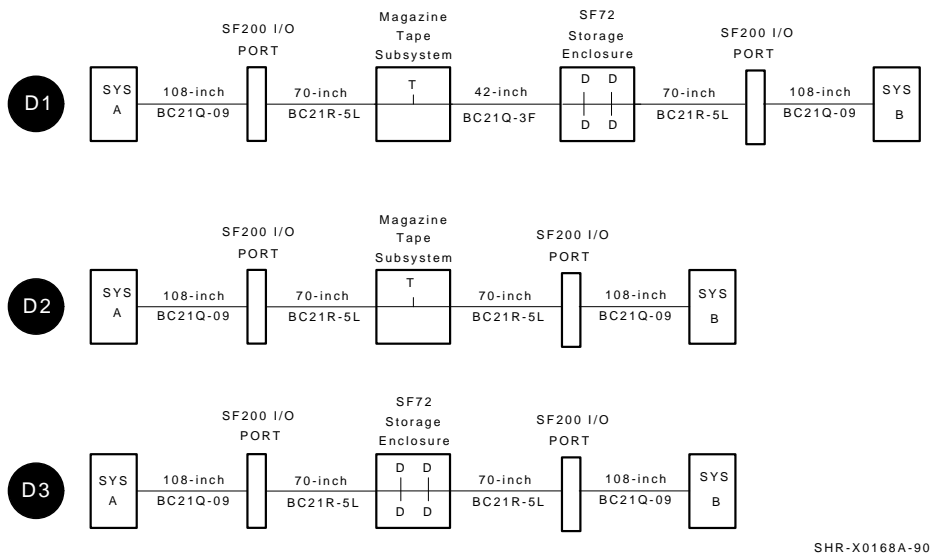 Magazine
Tape
Subsystem
SF72
Storage
Enclosure
SF200 I/O
PORT
SF200 I/O
PORT
D1
SYS
A
108-inch
BC21Q-09
70-inch
BC21R-5L
T
42-inch
BC21Q-3F
D D
D D
70-inch
BC21R-5L
108-inch
BC21Q-09
SYS
B
Magazine
Tape
Subsystem
SF200 I/O
PORT
SF200 I/O
PORT
D2
SYS
A
108-inch
BC21Q-09
70-inch
BC21R-5L
T
70-inch
BC21R-5L
108-inch
BC21Q-09
SYS
B
SF72
Storage
Enclosure
SF200 I/O
PORT
SF200 I/O
PORT
D3
SYS
A
108-inch
BC21Q-09
70-inch
BC21R-5L
D D
D D
70-inch
BC21R-5L
108-inch
BC21Q-09
SYS
B
SHR-X0168A-90